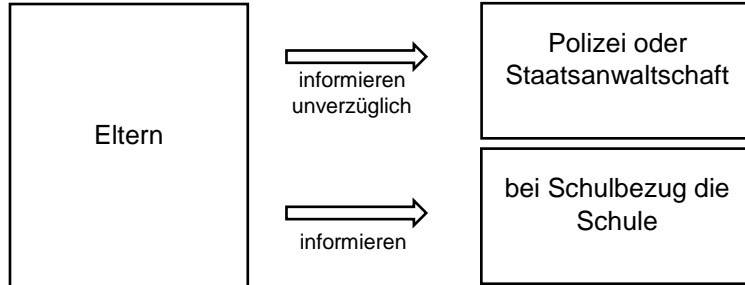 Eltern
informieren
unverzüglich
Polizei oder
Staatsanwaltschaft
informieren
bei Schulbezug die
Schule